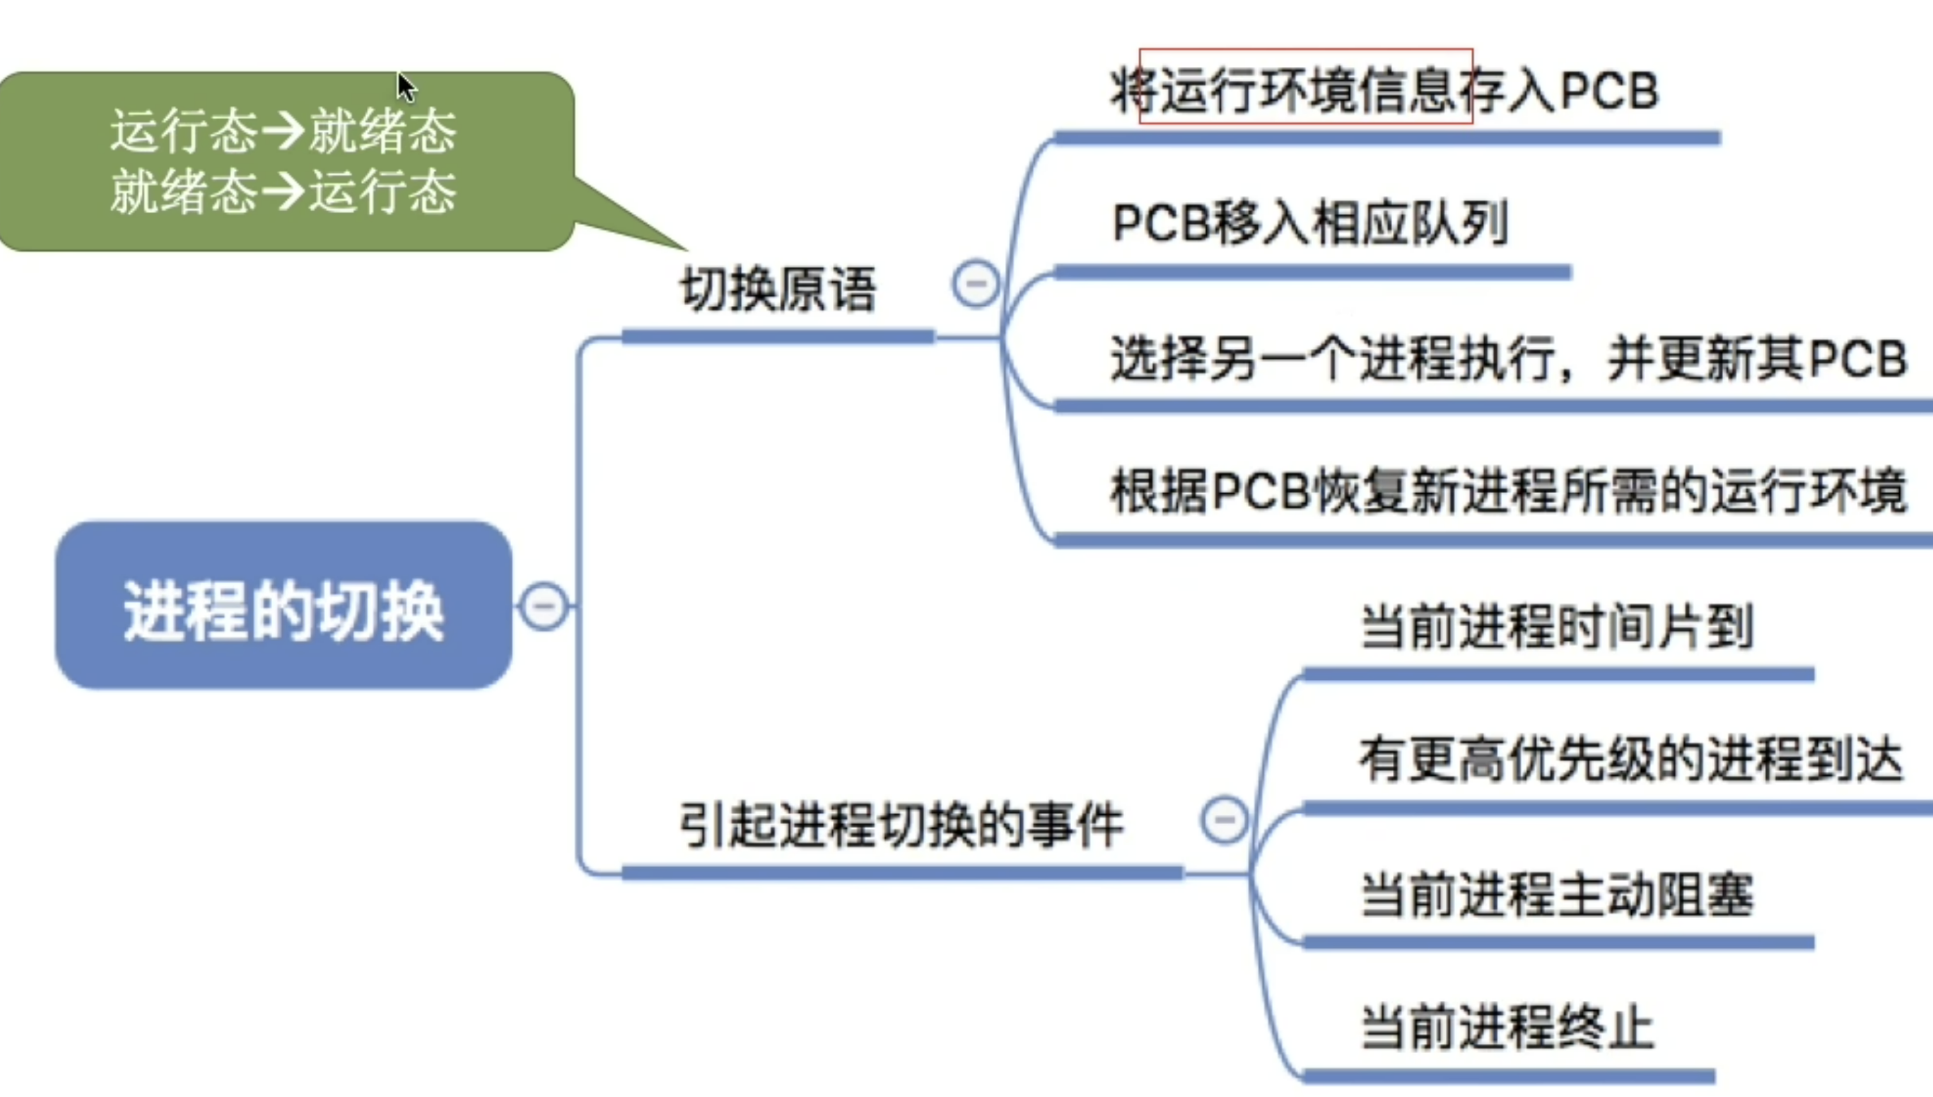 运行态→就绪态
就绪态→运行态
将运行环境信息存入PCB
PCB移入相应队列
切换原语
选择另一个进程执行，并更新其PCB
根据PCB恢复新进程所需的运行环境
进程的切换
当前进程时间片到
有更高优先级的进程到达
引起进程切换的事件
当前进程主动阻塞
当前进程终止